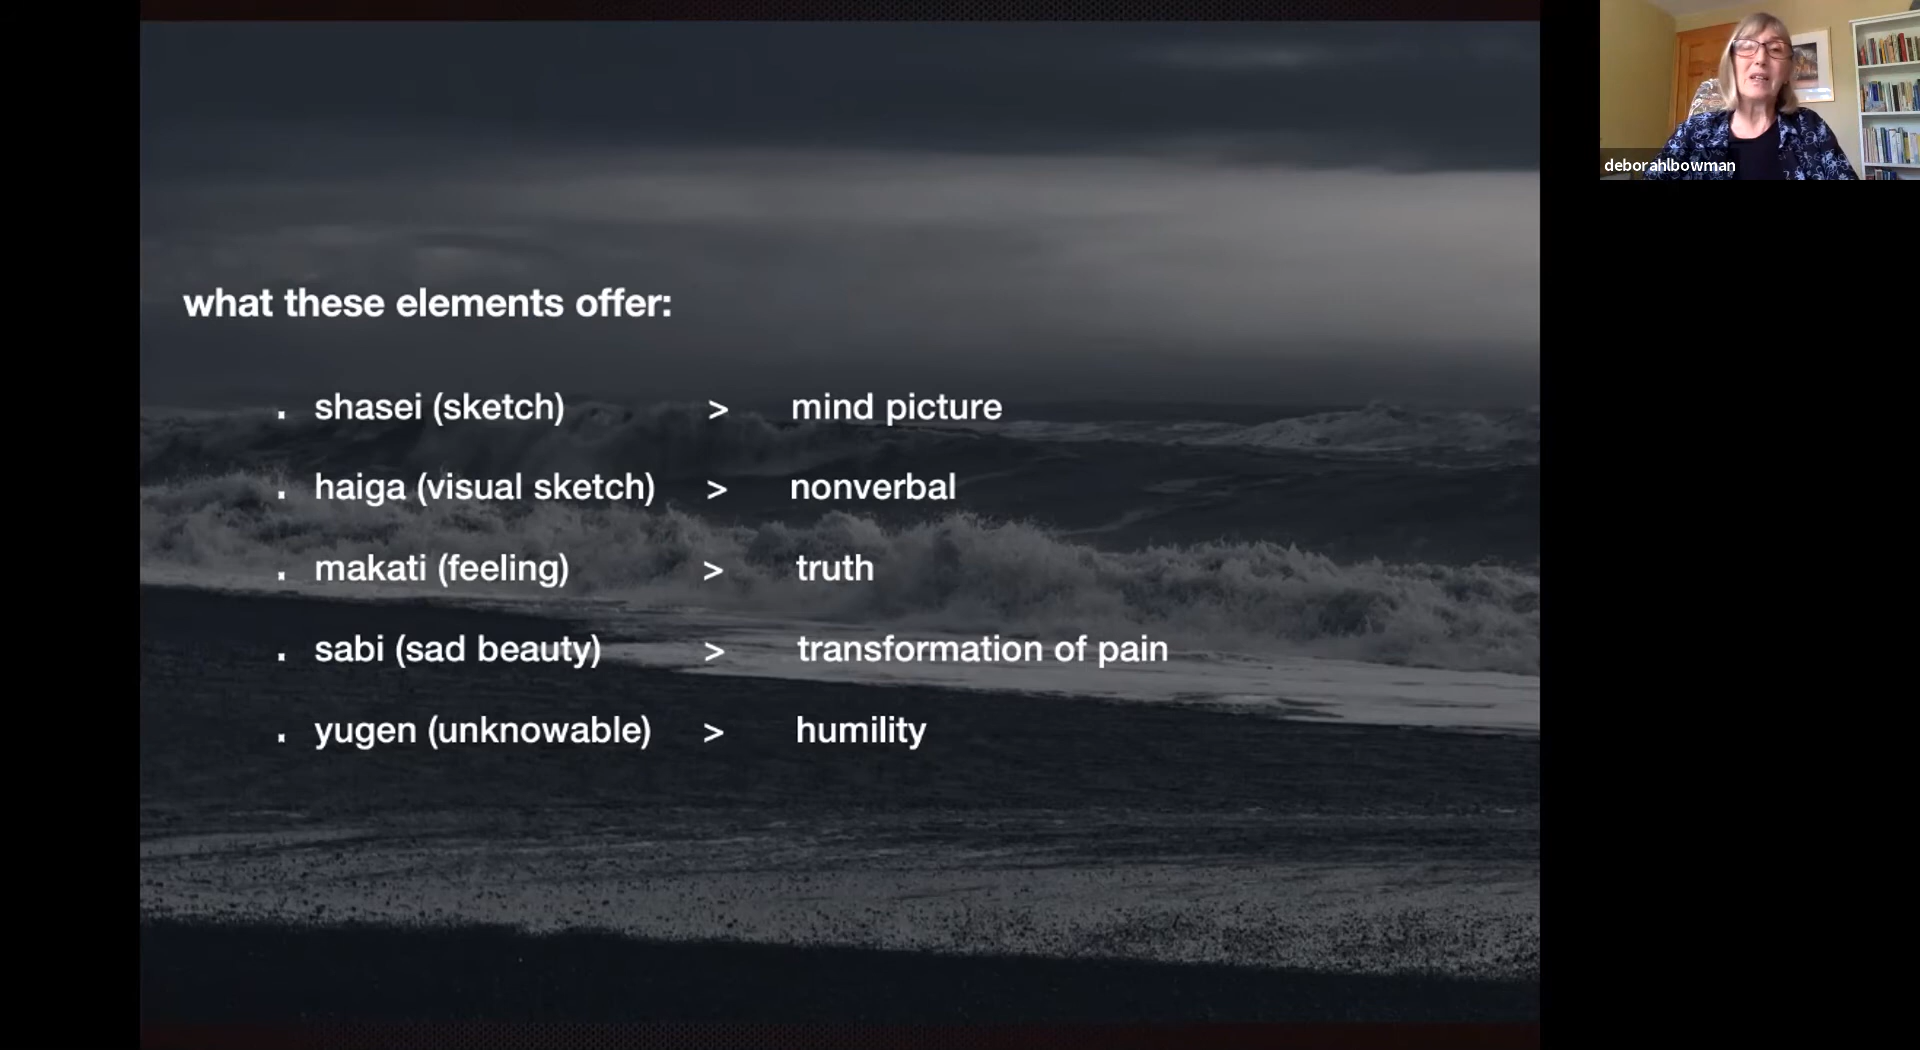 what these elements offer:
. shasei (sketch) > mind picture
. haiga (visual sketch) > nonverbal
. makati (feeling) > truth
. sabi (sad beauty) > transformation of pain
. yugen (unknowable) > humility
deborahlbowman